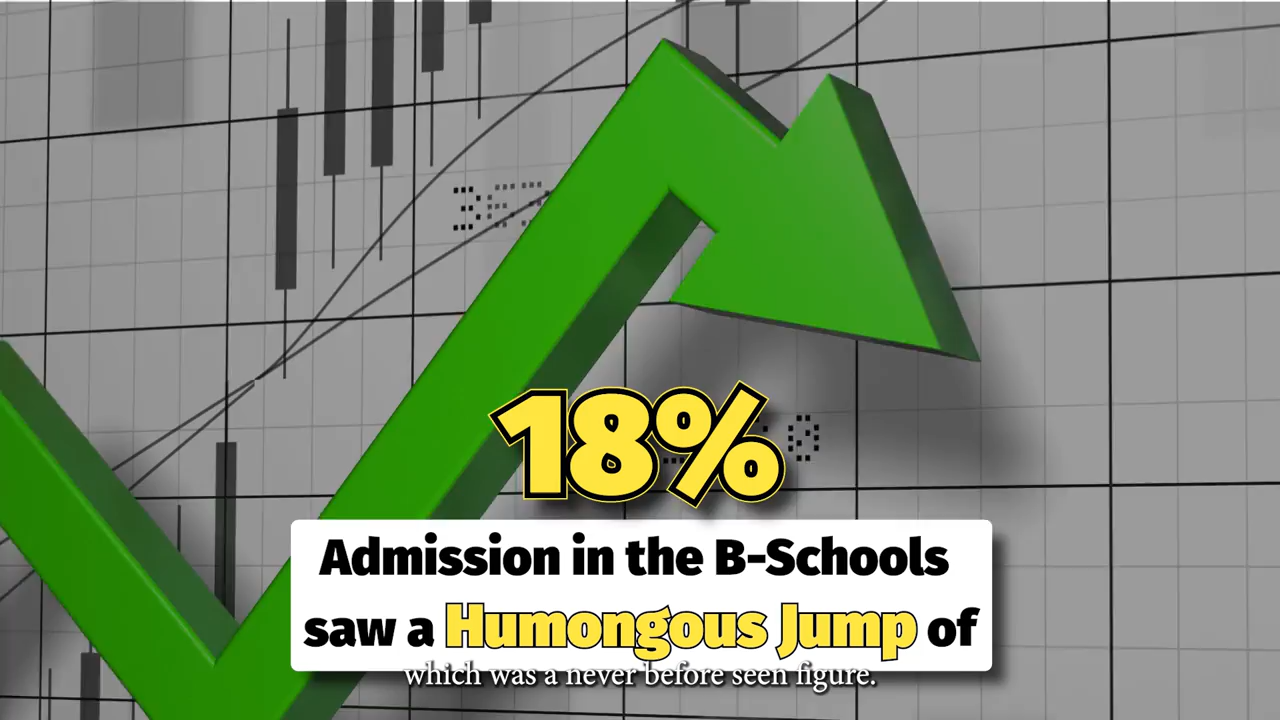 18%
Admission in the B-Schools
saw a Humongous Jump of
which was a never before seen figure.